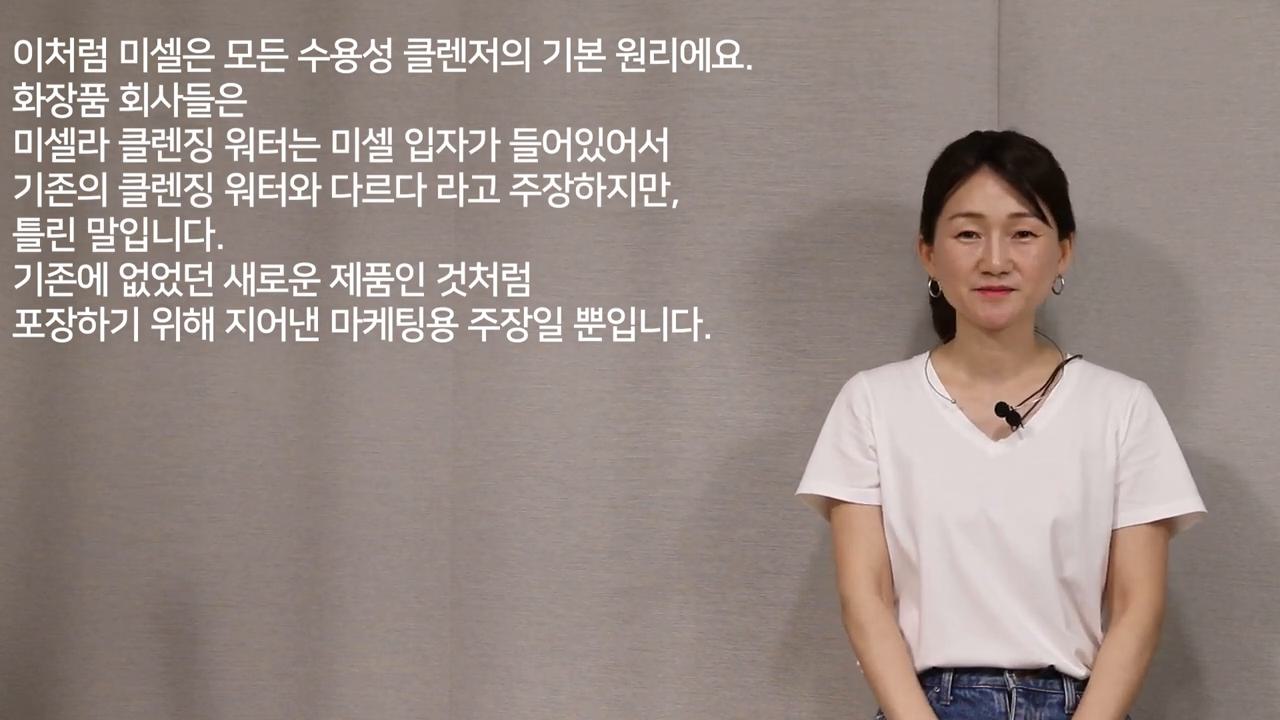 이처럼 미셀은 모든 수용성 클렌저의 기본 원리에요.
화장품 회사들은
미셀라 클렌징 워터는 미셀 입자가 들어있어서
기존의 클렌징 워터와 다르다 라고 주장하지만,
틀린 말입니다.
기존에 없었던 새로운 제품인 것처럼
포장하기 위해 지어낸 마케팅용 주장일 뿐입니다.